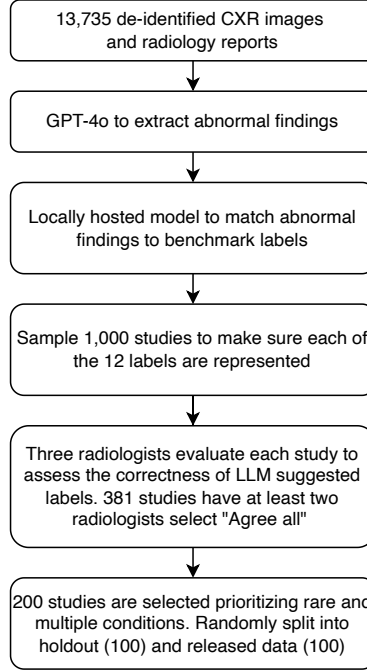 13,735 de-identified CXR images
and radiology reports
GPT-4o to extract abnormal findings
Locally hosted model to match abnormal
findings to benchmark labels
Sample 1,000 studies to make sure each of
the 12 labels are represented
Three radiologists evaluate each study to
assess the correctness of LLM suggested
labels. 381 studies have at least two
radiologists select "Agree all"
200 studies are selected prioritizing rare and
multiple conditions. Randomly split into
holdout (100) and released data (100)